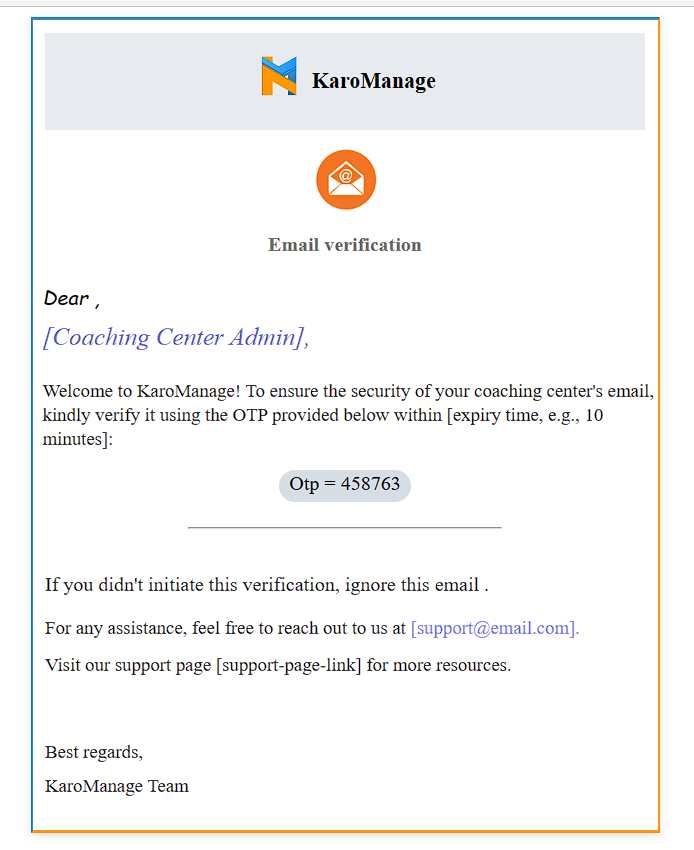 KaroManage
@
Email verification
Dear ,
[Coaching Center Admin],
Welcome to KaroManage! To ensure the security of your coaching center's email,
kindly verify it using the OTP provided below within [expiry time, e.g., 10
minutes]:
Otp = 458763
If you didn't initiate this verification, ignore this email .
For any assistance, feel free to reach out to us at [support@email.com].
Visit our support page [support-page-link] for more resources.
Best regards,
KaroManage Team